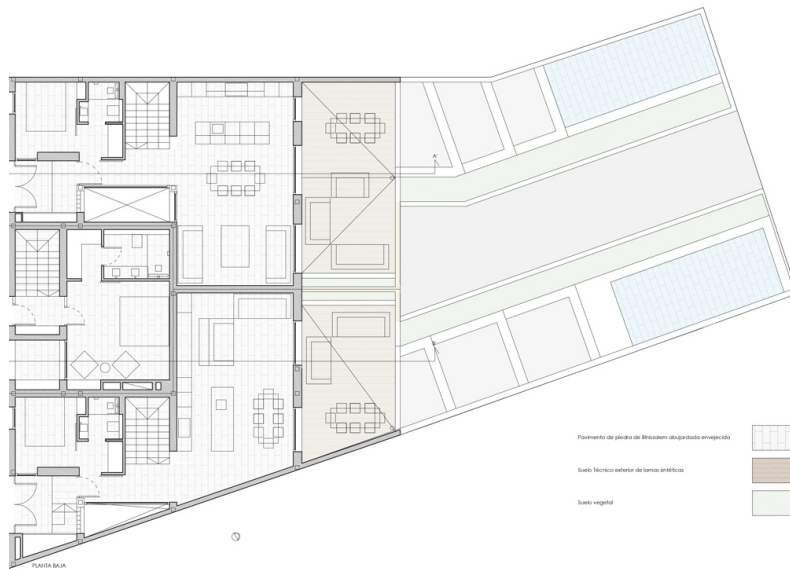 A'
Pavimento de piedra de Binissalem abujardada envejecida
Suelo Técnico exterior de lamas sintéticas
Suelo vegetal
PLANTA BAJA